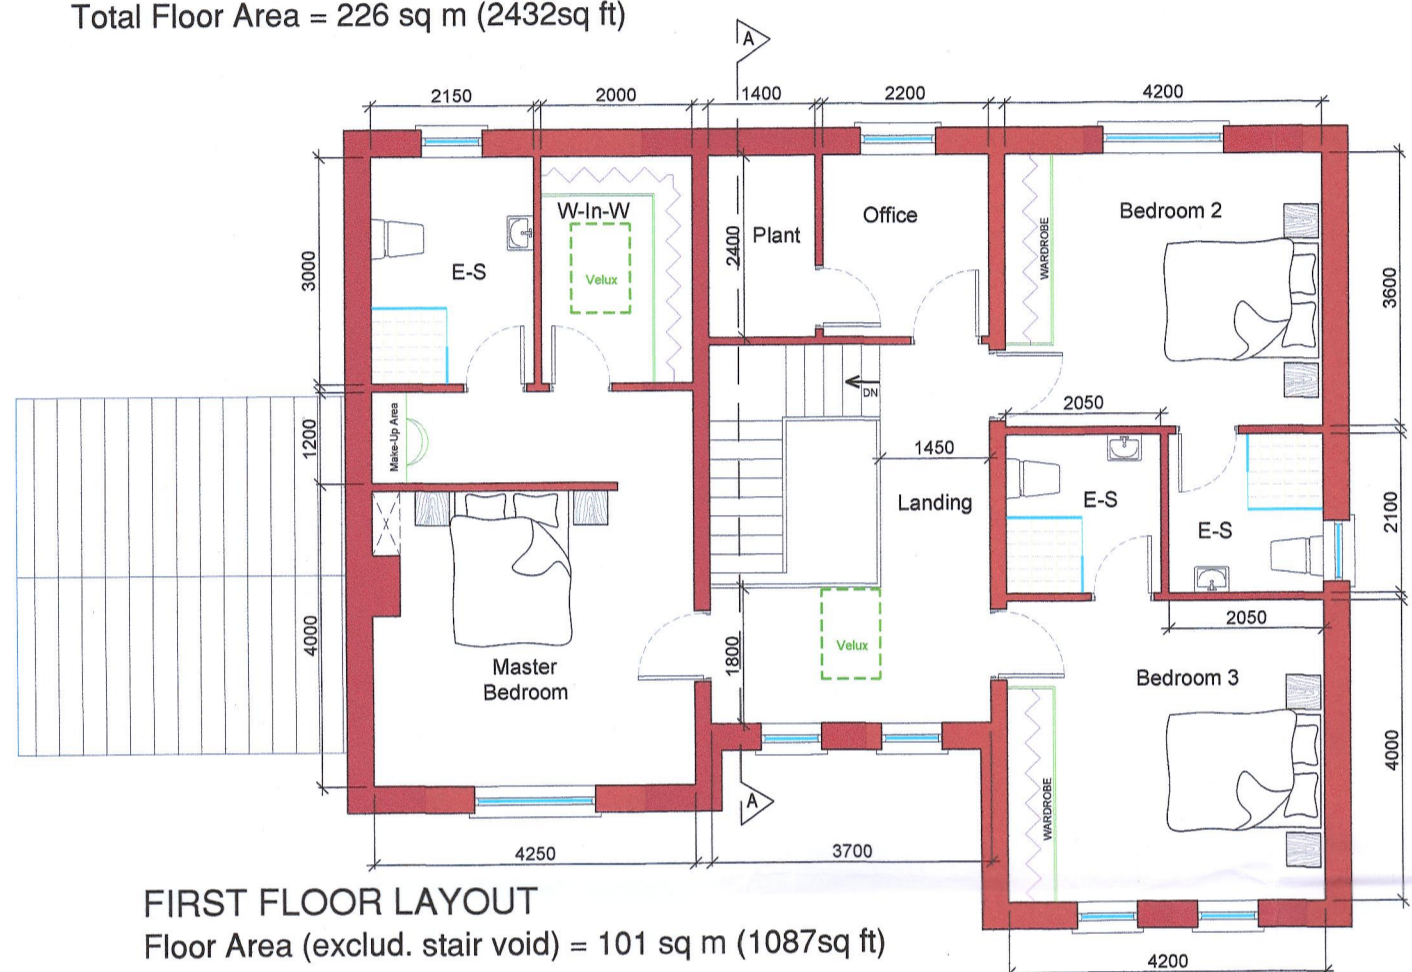 Total Floor Area = 226 sq m (2432sq ft)
A
2150
2000
1400
2200
4200
W-In-W
Velux
E-S
3000
2400
Plant
Office
WARDROBE
Bedroom 2
3600
DN
2050
1200
Make-Up Area
1450
Landing
E-S
E-S
2100
4000
Master
Bedroom
1800
Velux
2050
Bedroom 3
WARDROBE
4000
A
4250
3700
4200
FIRST FLOOR LAYOUT
Floor Area (exclud. stair void) = 101 sq m (1087sq ft)